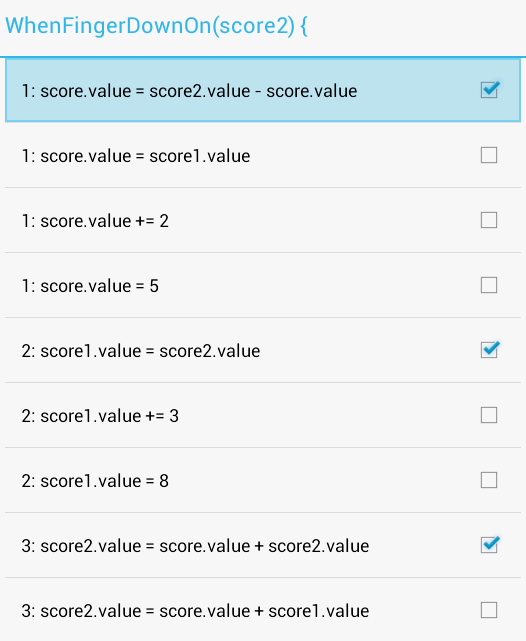 WhenFingerDownOn(score2) {
1: score.value = score2.value - score.value
1: score.value = score1.value
1: score.value += 2
1: score.value = 5
2: score1.value = score2.value
2: score1.value += 3
2: score1.value = 8
3: score2.value = score.value + score2.value
3: score2.value = score.value + score1.value